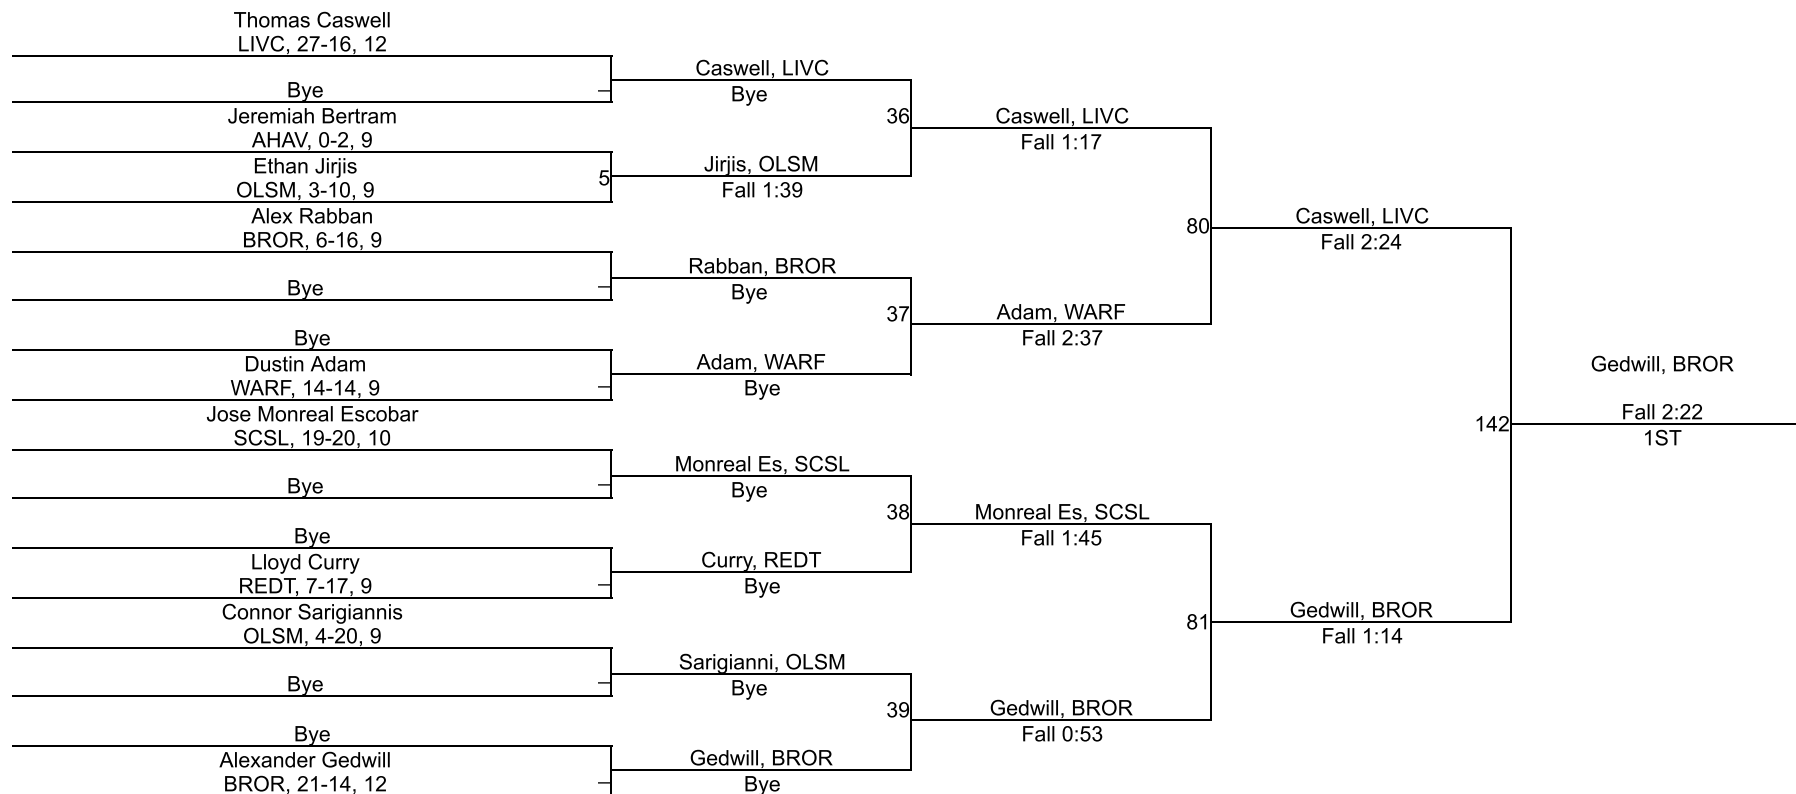 Thomas Caswell
LIVC, 27-16, 12
Bye
Jeremiah Bertram
AHAV, 0-2, 9
Ethan Jirjis
OLSM, 3-10, 9
5
Alex Rabban
BROR, 6-16, 9
Bye
Bye
Dustin Adam
WARF, 14-14, 9
Jose Monreal Escobar
SCSL, 19-20, 10
Bye
Bye
Lloyd Curry
REDT, 7-17, 9
Connor Sarigiannis
OLSM, 4-20, 9
Bye
Bye
Alexander Gedwill
BROR, 21-14, 12
Caswell, LIVC
Bye
36
Jirjis, OLSM
Fall 1:39
Rabban, BROR
Bye
37
Adam, WARF
Bye
Monreal Es, SCSL
Bye
38
Curry, REDT
Bye
Sarigianni, OLSM
Bye
39
Gedwill, BROR
Bye
Caswell, LIVC
Fall 1:17
80
Adam, WARF
Fall 2:37
Monreal Es, SCSL
Fall 1:45
81
Gedwill, BROR
Fall 0:53
Caswell, LIVC
Fall 2:24
142
Gedwill, BROR
Fall 1:14
Gedwill, BROR
Fall 2:22
1ST